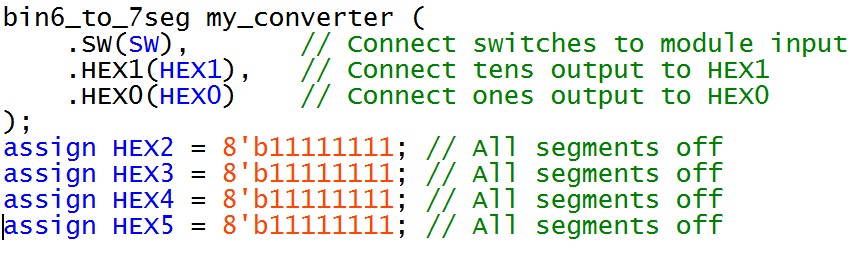 bin6_to_7seg my_converter (
    .SW(SW),       // Connect switches to module input
    .HEX1(HEX1),   // Connect tens output to HEX1
    .HEX0(HEX0)    // Connect ones output to HEX0
);
assign HEX2 = 8'b11111111; // All segments off
assign HEX3 = 8'b11111111; // All segments off
assign HEX4 = 8'b11111111; // All segments off
assign HEX5 = 8'b11111111; // All segments off